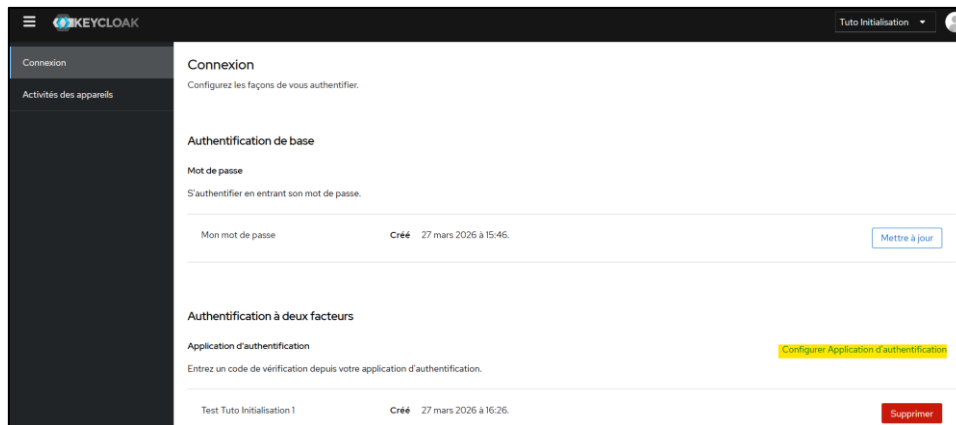 KEYCLOAK
Tuto Initialisation
Connexion
Activités des appareils
Connexion
Configurez les façons de vous authentifier.
Authentification de base
Mot de passe
S'authentifier en entrant son mot de passe.
Mon mot de passe Créé 27 mars 2026 à 15:46. Mettre à jour
Authentification à deux facteurs
Application d'authentification Configurer Application d'authentification
Entrez un code de vérification depuis votre application d'authentification.
Test Tuto Initialisation 1 Créé 27 mars 2026 à 16:26. Supprimer